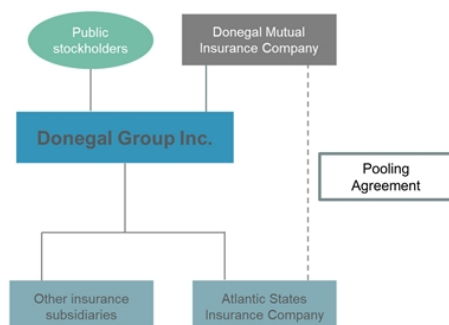 Public
stockholders
Donegal Mutual
Insurance Company
Donegal Group Inc.
Pooling
Agreement
Other insurance
subsidiaries
Atlantic States
Insurance Company